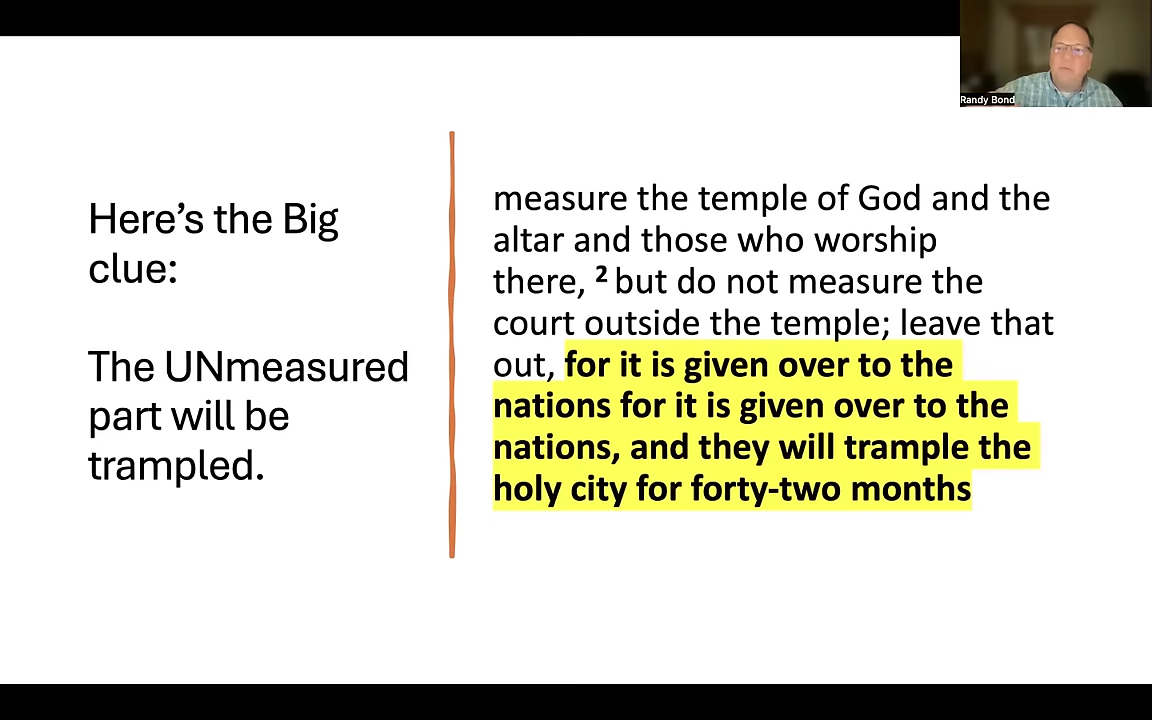 Randy Bond
Here’s the Big
clue:
The UNmeasured
part will be
trampled.
measure the temple of God and the
altar and those who worship
there, 2 but do not measure the
court outside the temple; leave that
out, for it is given over to the
nations for it is given over to the
nations, and they will trample the
holy city for forty-two months